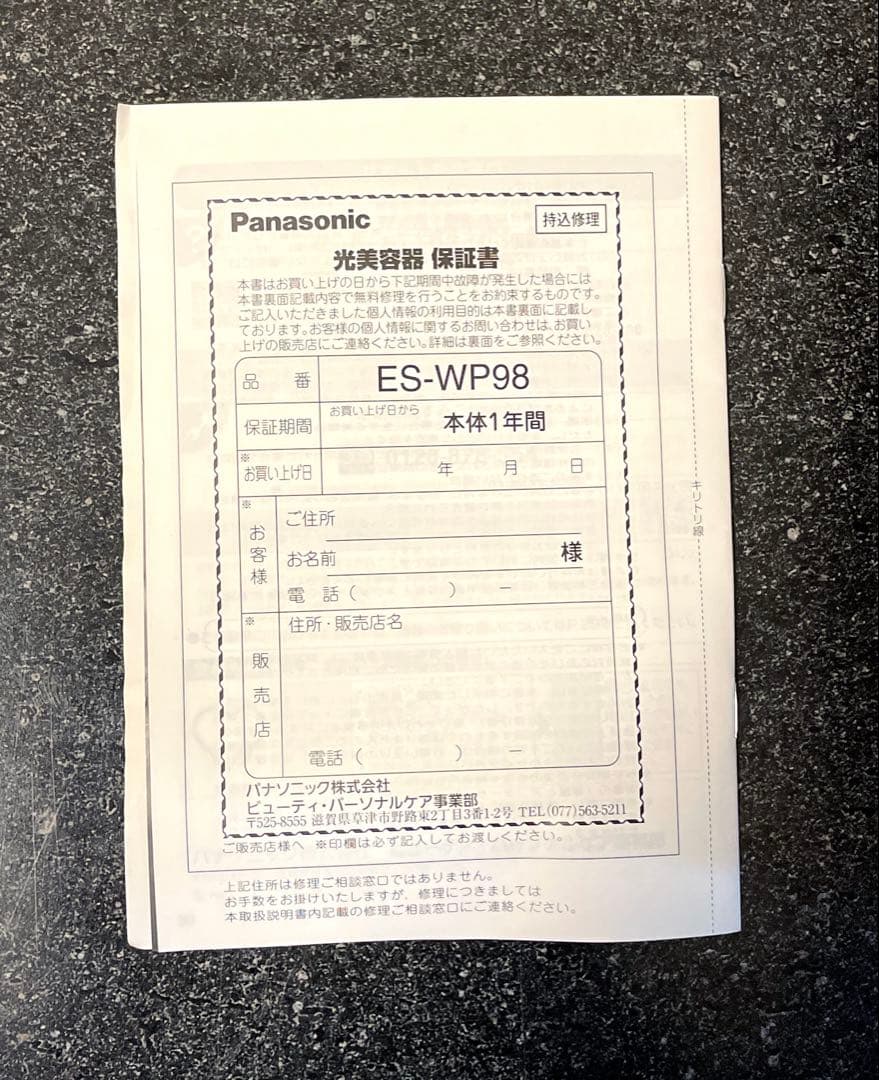 Panasonic
持込修理
光美容器 保証書
本書はお買い上げの日から下記期間中故障が発生した場合には
本書裏面記載内容で無料修理を行うことをお約束するものです。
ご記入いただきました個人情報の利用目的は本書裏面に記載し
ております。お客様の個人情報に関するお問い合わせは、お買い
上げの販売店にご連絡ください。詳細は裏面をご参照ください。
品 番 ES-WP98
保証期間 お買い上げ日から 本体1年間
※お買い上げ日 年 月 日
※お客様
ご住所
お名前 様
電 話( ) ー
※販売店
住所・販売店名
電話( ) ー
パナソニック株式会社
ビューティ・パーソナルケア事業部
〒525-8555 滋賀県草津市野路東2丁目3番1-2号 TEL(077)563-5211
ご販売店様へ ※印欄は必ず記入してお渡しください。
上記住所は修理ご相談窓口ではありません。
お手数をお掛けいたしますが、修理につきましては
本取扱説明書内記載の修理ご相談窓口にご連絡ください。
キリトリ線